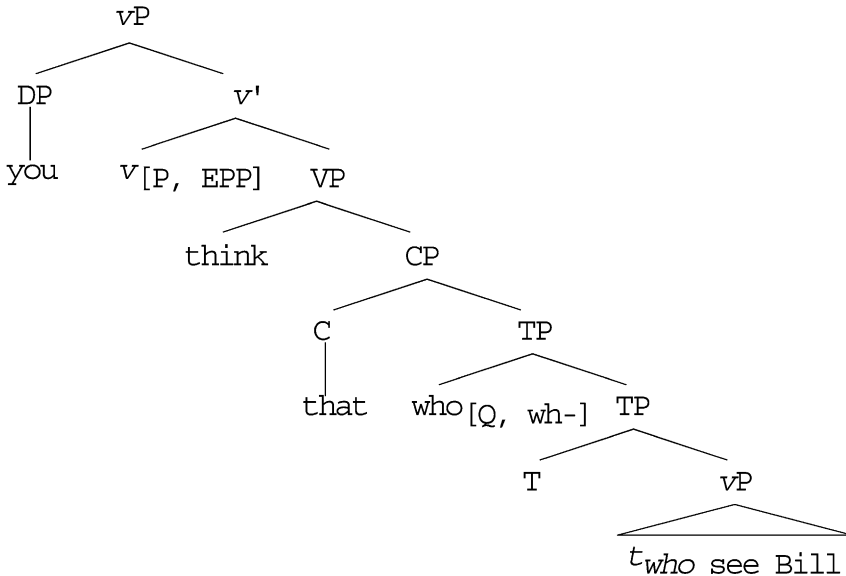 vP
DP v'
you v[P, EPP] VP
think CP
C TP
that who[Q, wh-] TP
T vP
twho see Bill